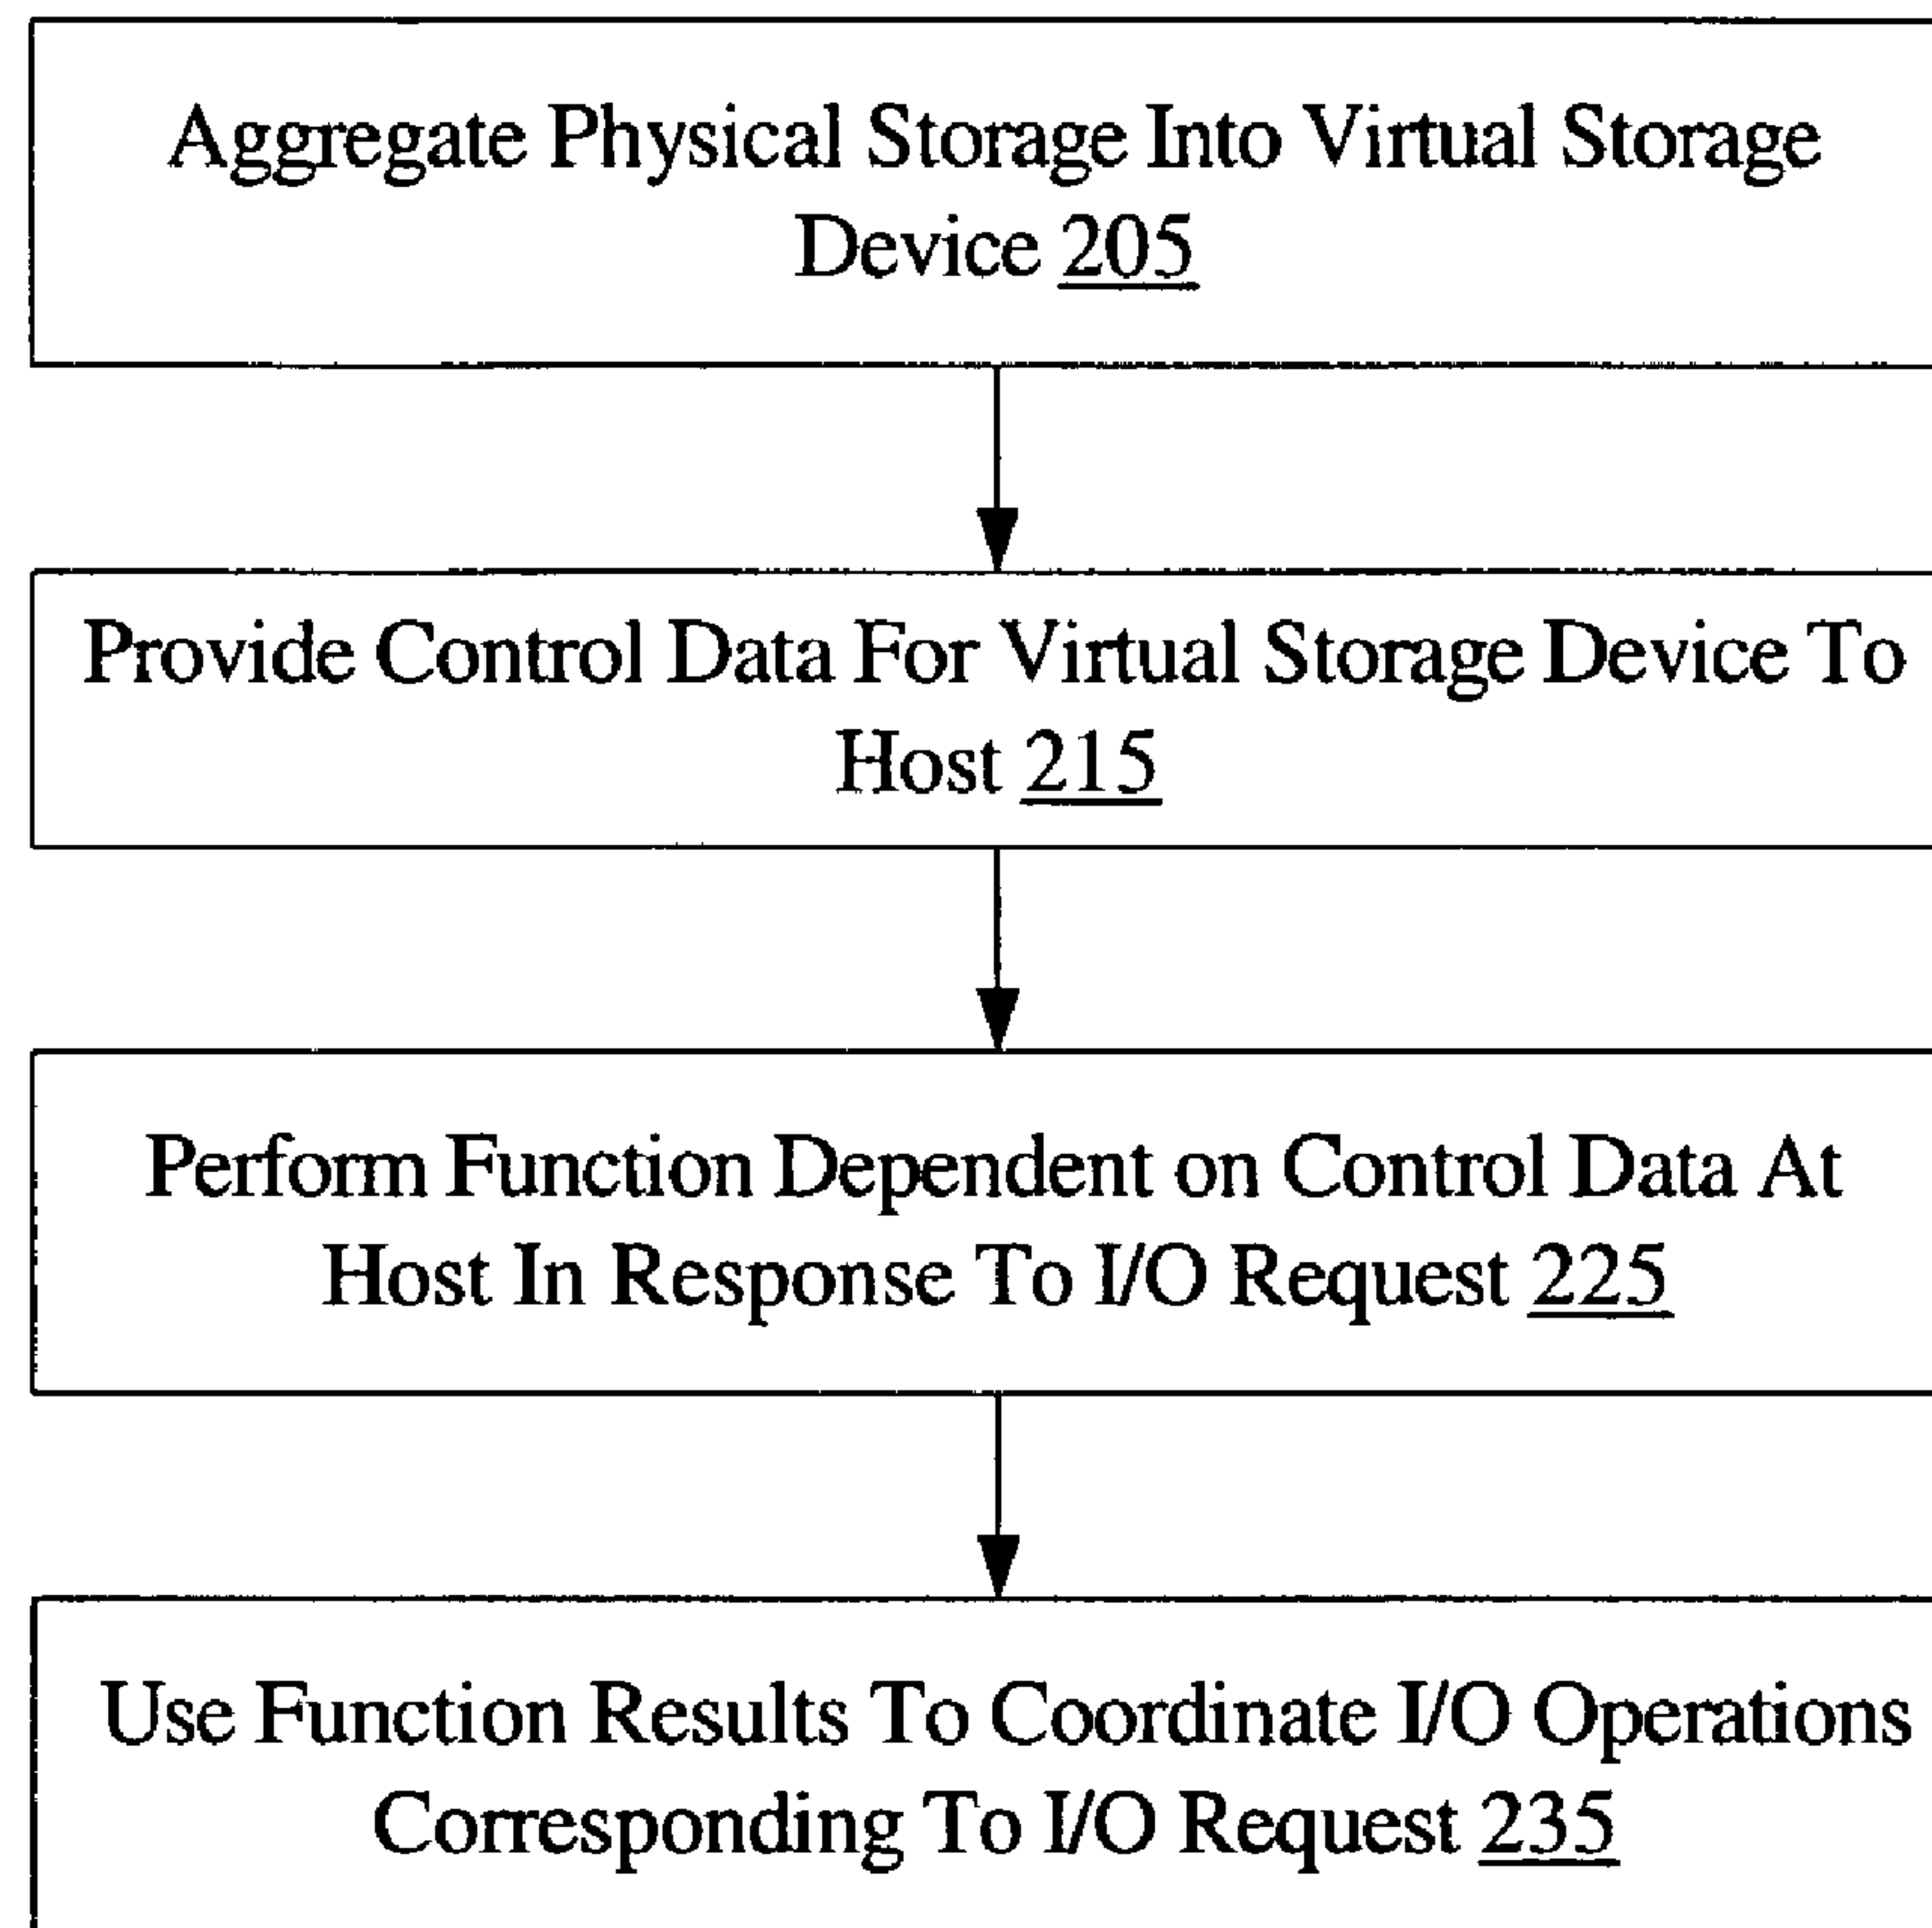 Aggregate Physical Storage Into Virtual Storage
Device 205
Provide Control Data For Virtual Storage Device To
Host 215
Perform Function Dependent on Control Data At
Host In Response To I/O Request 225
Use Function Results To Coordinate I/O Operations
Corresponding To I/O Request 235